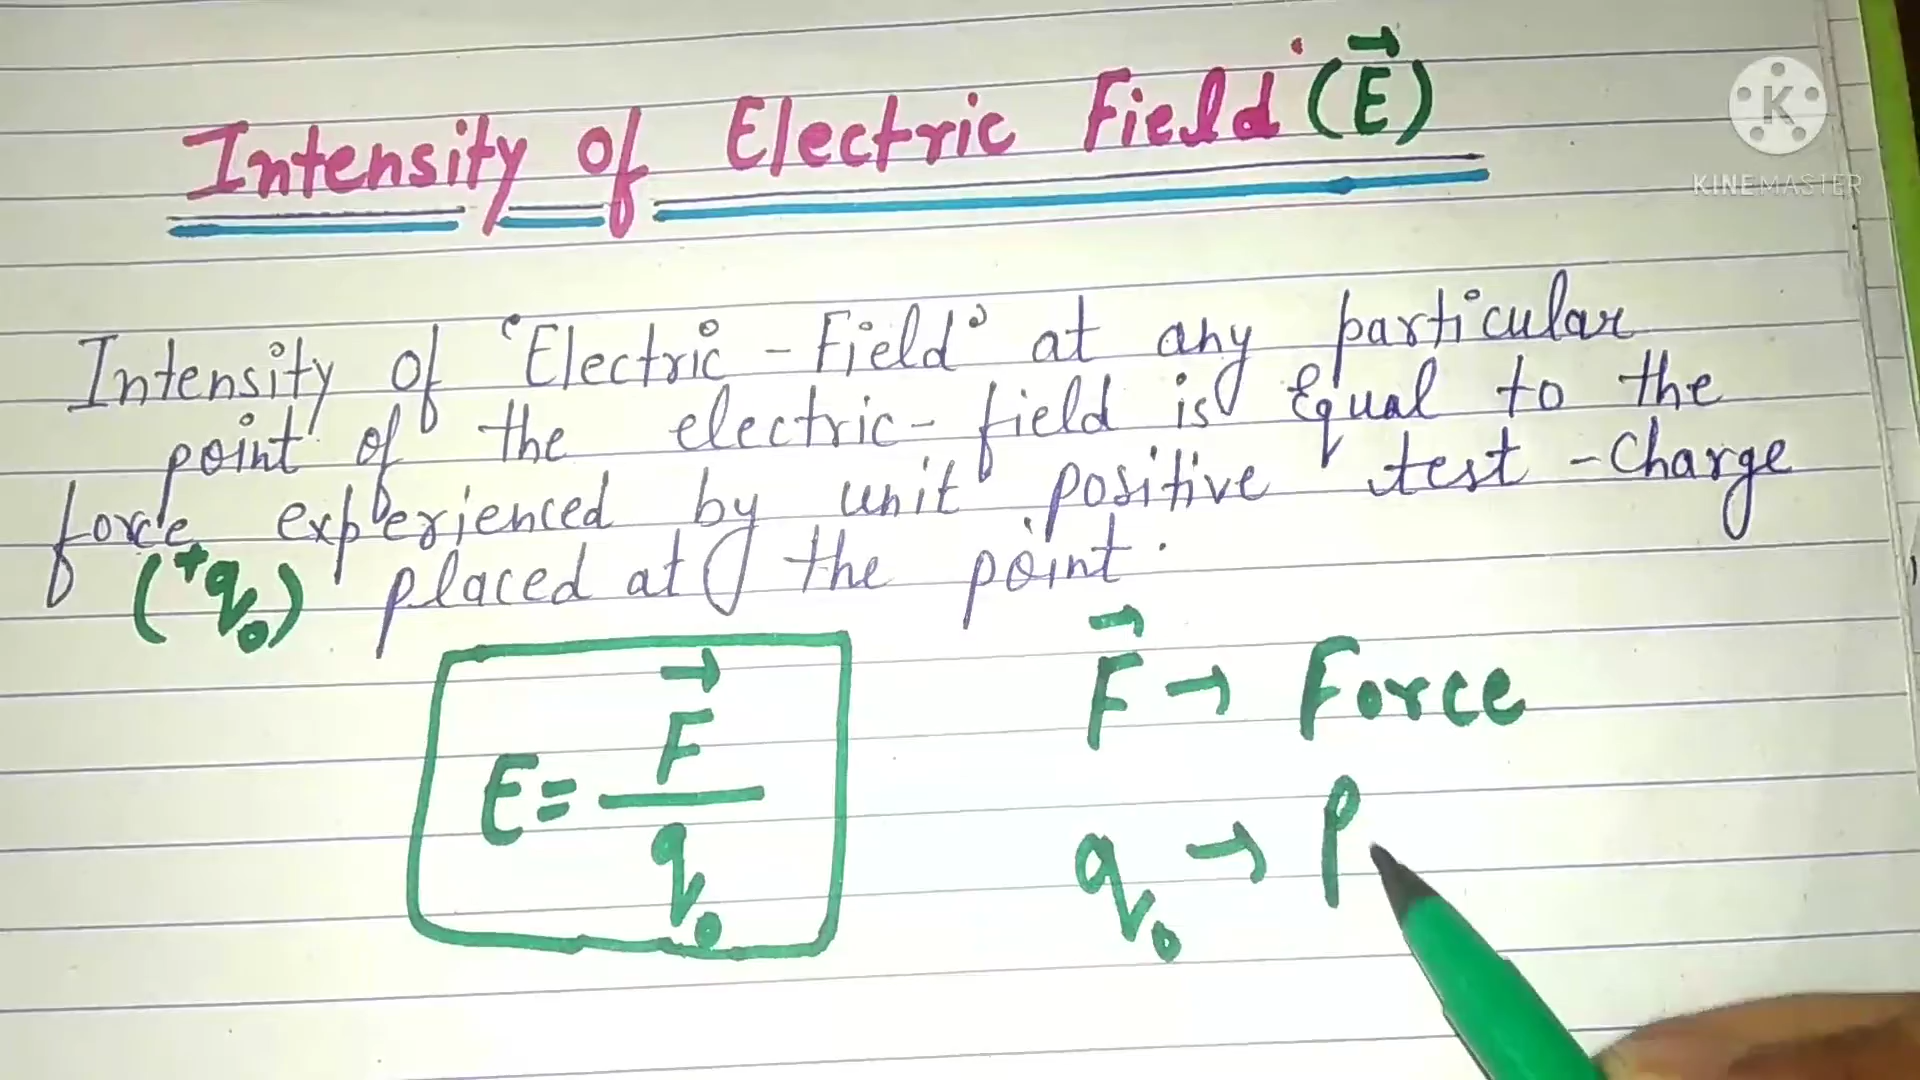 Intensity of Electric Field (E⃗)
KINEMASTER
Intensity of 'Electric-Field' at any particular
point of the electric-field is Equal to the
force experienced by unit positive test-charge
(+q₀) placed at the point.
E = F⃗ / q₀
F⃗ → Force
q₀ → P